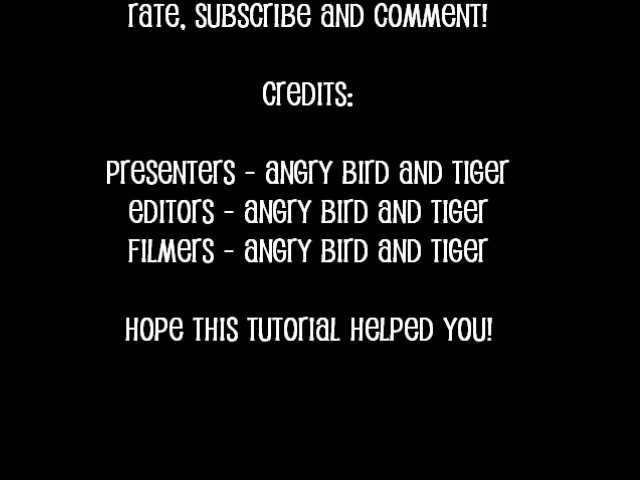 rate, subscribe and comment!
credits:
presenters - angry bird and tiger
editors - angry bird and tiger
filmers - angry bird and tiger
hope this tutorial helped you!